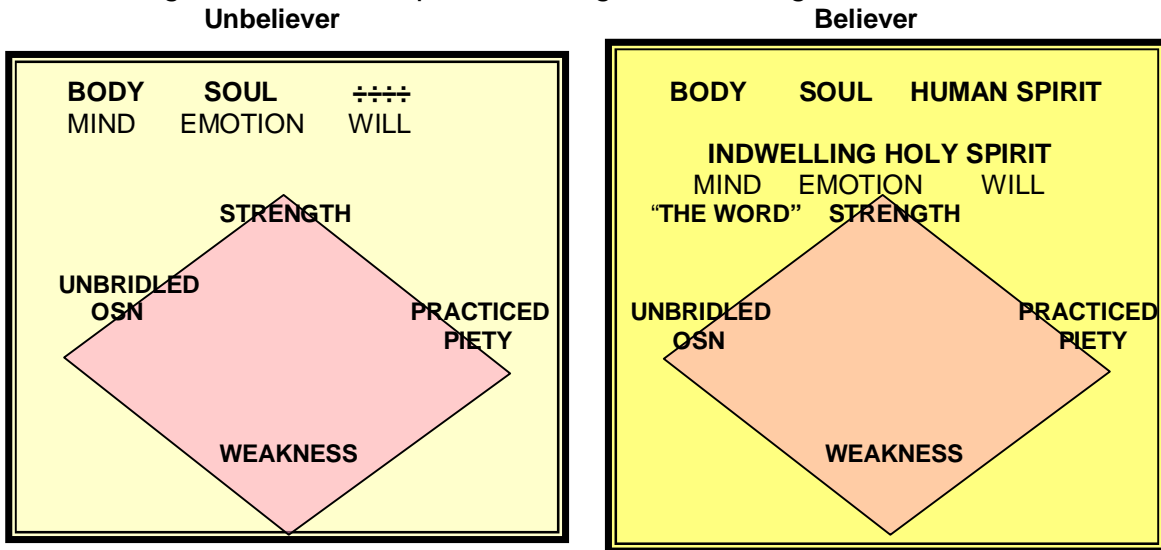 Unbeliever
BODY SOUL ÷÷÷÷
MIND EMOTION WILL
STRENGTH
UNBRIDLED
OSN
PRACTICED
PIETY
WEAKNESS
Believer
BODY SOUL HUMAN SPIRIT
INDWELLING HOLY SPIRIT
MIND EMOTION WILL
“THE WORD” STRENGTH
UNBRIDLED
OSN
PRACTICED
PIETY
WEAKNESS